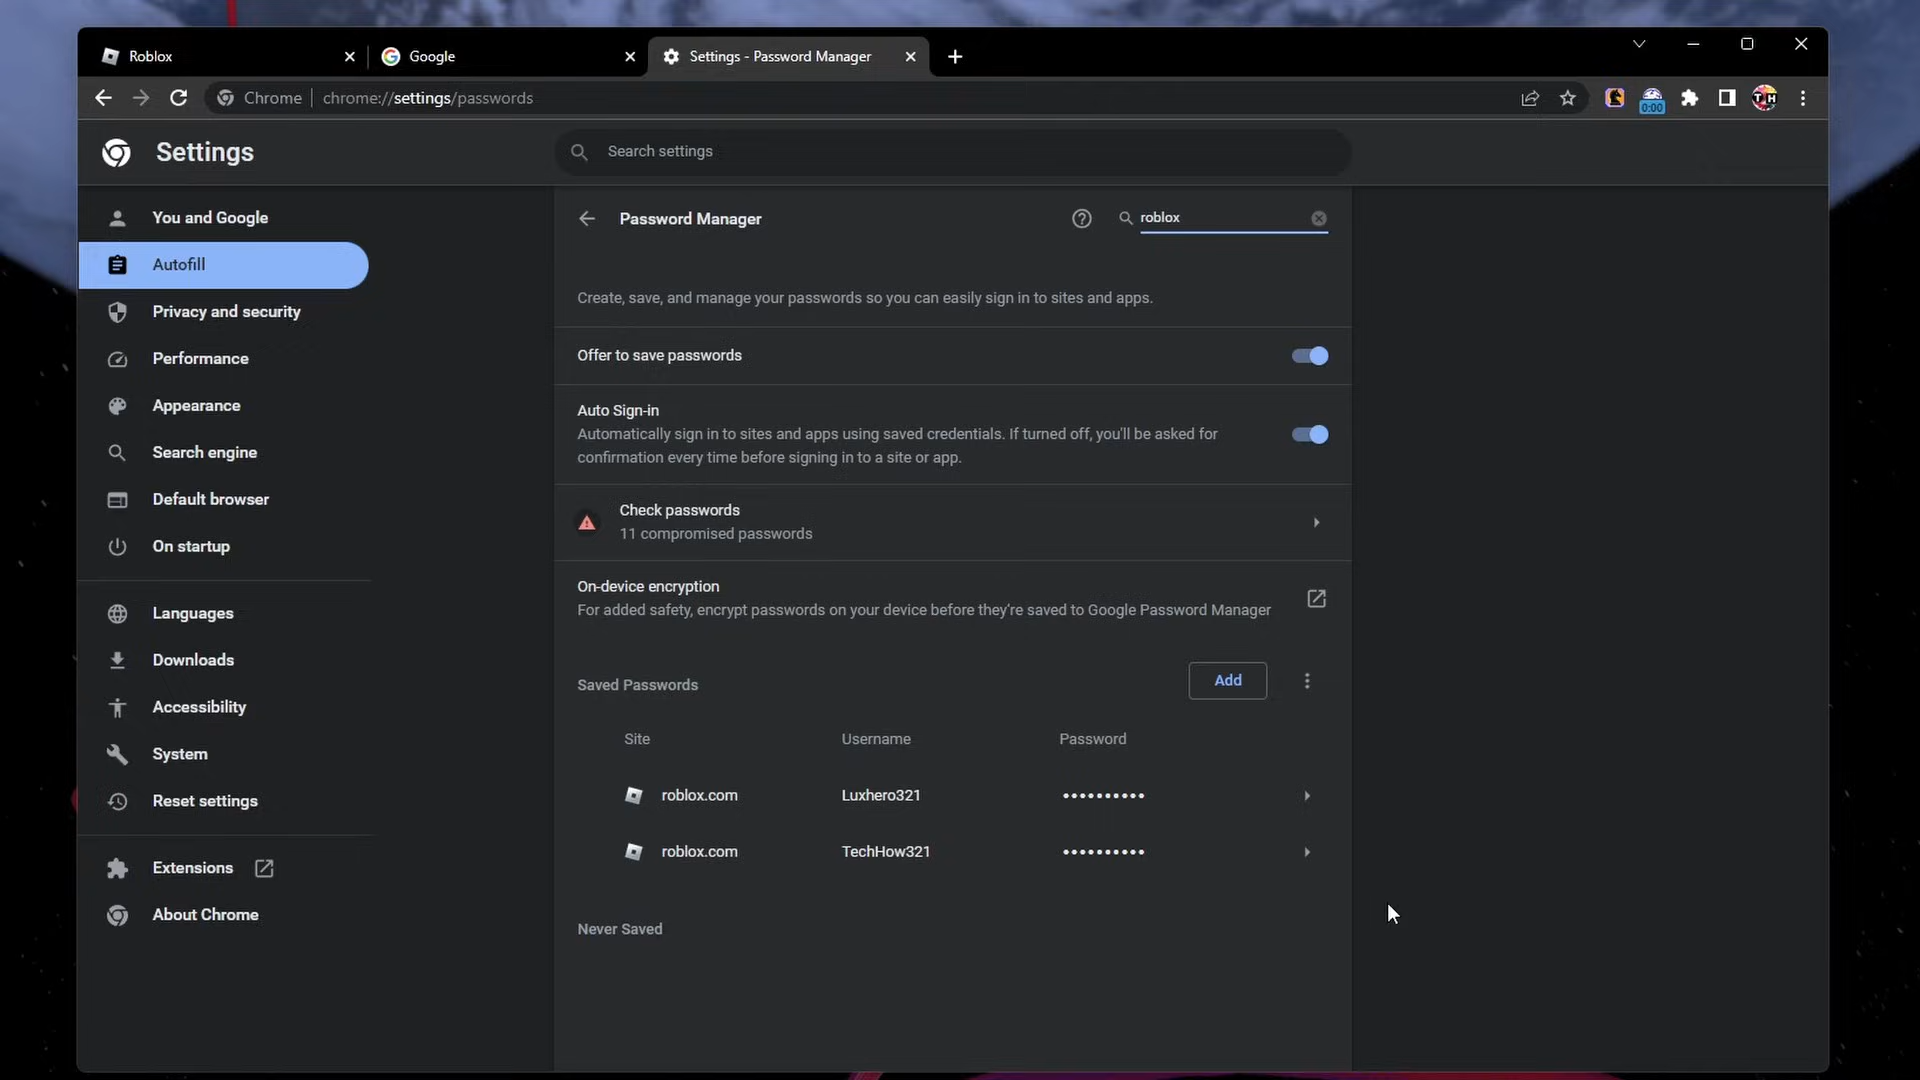 Roblox
Google
Settings - Password Manager
Chrome
chrome://settings/passwords
0:00
TH
Settings
Search settings
You and Google
Autofill
Privacy and security
Performance
Appearance
Search engine
Default browser
On startup
Languages
Downloads
Accessibility
System
Reset settings
Extensions
About Chrome
Password Manager
roblox
Create, save, and manage your passwords so you can easily sign in to sites and apps.
Offer to save passwords
Auto Sign-in
Automatically sign in to sites and apps using saved credentials. If turned off, you'll be asked for
confirmation every time before signing in to a site or app.
Check passwords
11 compromised passwords
On-device encryption
For added safety, encrypt passwords on your device before they're saved to Google Password Manager
Saved Passwords
Add
Site Username Password
roblox.com Luxhero321 ••••••••••
roblox.com TechHow321 ••••••••••
Never Saved